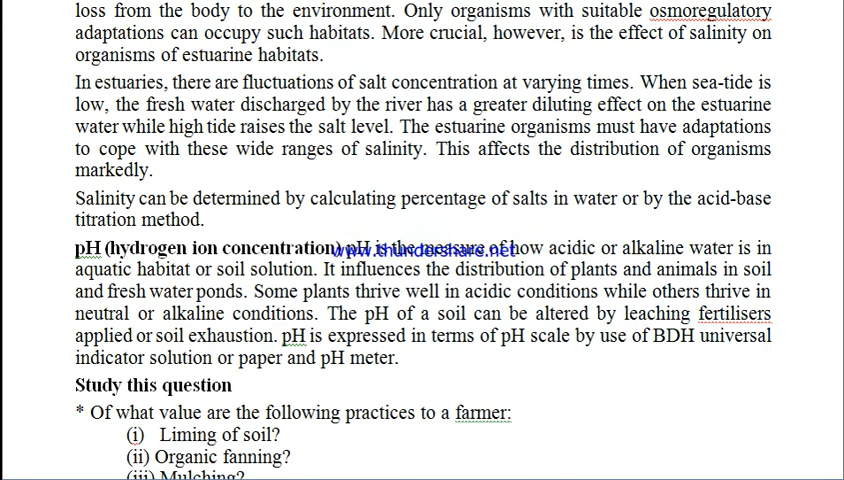 loss from the body to the environment. Only organisms with suitable osmoregulatory
adaptations can occupy such habitats. More crucial, however, is the effect of salinity on
organisms of estuarine habitats.
In estuaries, there are fluctuations of salt concentration at varying times. When sea-tide is
low, the fresh water discharged by the river has a greater diluting effect on the estuarine
water while high tide raises the salt level. The estuarine organisms must have adaptations
to cope with these wide ranges of salinity. This affects the distribution of organisms
markedly.
Salinity can be determined by calculating percentage of salts in water or by the acid-base
titration method.
pH (hydrogen ion concentration) pH is the measure of how acidic or alkaline water is in
www.thundershare.net
aquatic habitat or soil solution. It influences the distribution of plants and animals in soil
and fresh water ponds. Some plants thrive well in acidic conditions while others thrive in
neutral or alkaline conditions. The pH of a soil can be altered by leaching fertilisers
applied or soil exhaustion. pH is expressed in terms of pH scale by use of BDH universal
indicator solution or paper and pH meter.
Study this question
* Of what value are the following practices to a farmer:
(i) Liming of soil?
(ii) Organic fanning?
(iii) Mulching?